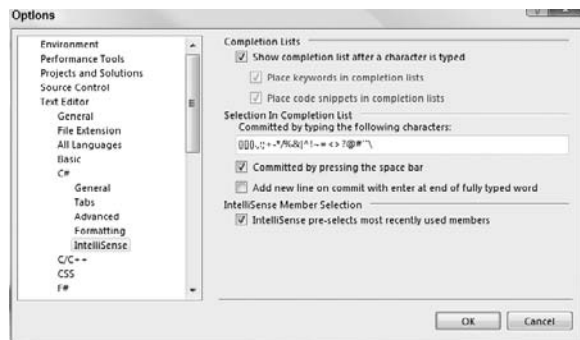 Options
Environment
Performance Tools
Projects and Solutions
Source Control
Text Editor
General
File Extension
All Languages
Basic
C#
General
Tabs
Advanced
Formatting
IntelliSense
C/C++
CSS
F#
Completion Lists
Show completion list after a character is typed
Place keywords in completion lists
Place code snippets in completion lists
Selection In Completion List
Committed by typing the following characters:
Committed by pressing the space bar
Add new line on commit with enter at end of fully typed word
IntelliSense Member Selection
IntelliSense pre-selects most recently used members
OK
Cancel